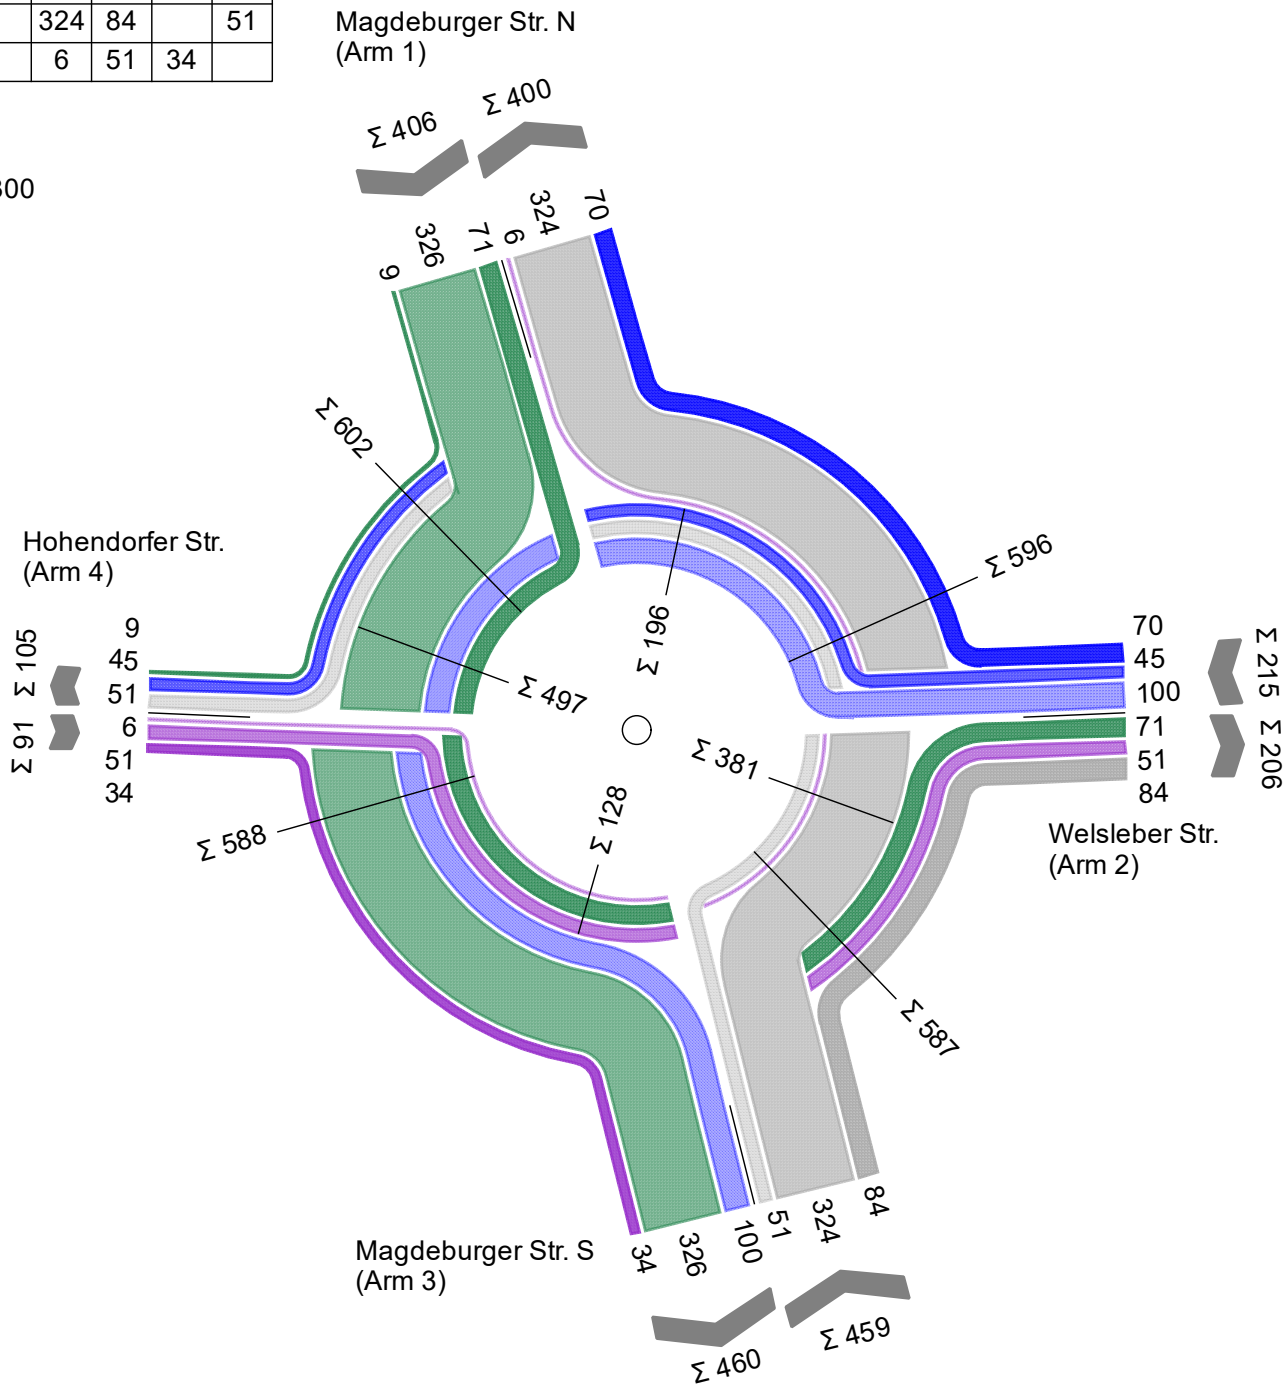 324 84 51
6 51 34
Magdeburger Str. N
(Arm 1)
Σ 406
Σ 400
9
326
71
6
324
70
Σ 602
Σ 596
Σ 196
Σ 497
Σ 381
Σ 128
Σ 588
Σ 587
Hohendorfer Str.
(Arm 4)
Σ 105
Σ 91
9
45
51
6
51
34
70
45
100
71
51
84
Σ 215
Σ 206
Welsleber Str.
(Arm 2)
Magdeburger Str. S
(Arm 3)
34
326
100
51
324
84
Σ 460
Σ 459